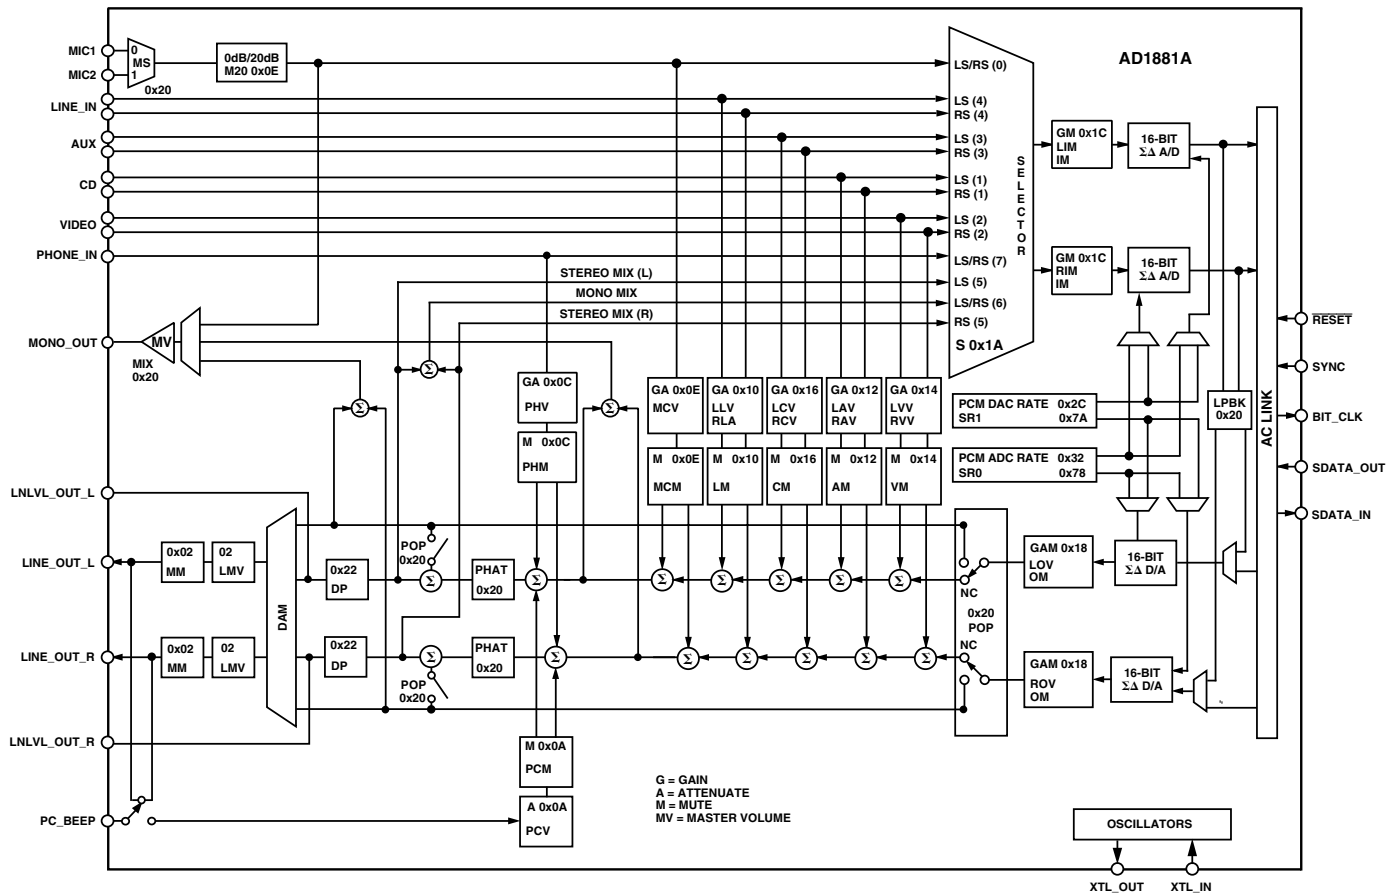 AD1881A
MIC1
MIC2
0
MS
1
0x20
0dB/20dB
M20 0x0E
LINE_IN
AUX
CD
VIDEO
PHONE_IN
LS/RS (0)
LS (4)
RS (4)
LS (3)
RS (3)
LS (1)
RS (1)
LS (2)
RS (2)
LS/RS (7)
LS (5)
LS/RS (6)
RS (5)
SELECTOR
S 0x1A
STEREO MIX (L)
MONO MIX
STEREO MIX (R)
GM 0x1C
LIM
IM
16-BIT
ΣΔ A/D
GM 0x1C
RIM
IM
16-BIT
ΣΔ A/D
MONO_OUT
MV
MIX
0x20
Σ
Σ
Σ
GA 0x0C
PHV
M 0x0C
PHM
GA 0x0E
MCV
GA 0x10
LLV
RLA
GA 0x16
LCV
RCV
GA 0x12
LAV
RAV
GA 0x14
LVV
RVV
M 0x0E
MCM
M 0x10
LM
M 0x16
CM
M 0x12
AM
M 0x14
VM
PCM DAC RATE 0x2C
SR1 0x7A
PCM ADC RATE 0x32
SR0 0x78
LPBK
0x20
AC LINK
RESET
SYNC
BIT_CLK
SDATA_OUT
SDATA_IN
LNLVL_OUT_L
LINE_OUT_L
0x02
MM
02
LMV
DAM
0x22
DP
POP
0x20
Σ
PHAT
0x20
Σ
Σ
Σ
Σ
Σ
Σ
NC
0x20
POP
NC
GAM 0x18
LOV
OM
16-BIT
ΣΔ D/A
LINE_OUT_R
0x02
MM
02
LMV
0x22
DP
Σ
POP
0x20
PHAT
0x20
Σ
Σ
Σ
Σ
Σ
Σ
GAM 0x18
ROV
OM
16-BIT
ΣΔ D/A
LNLVL_OUT_R
M 0x0A
PCM
A 0x0A
PCV
PC_BEEP
G = GAIN
A = ATTENUATE
M = MUTE
MV = MASTER VOLUME
OSCILLATORS
XTL_OUT
XTL_IN